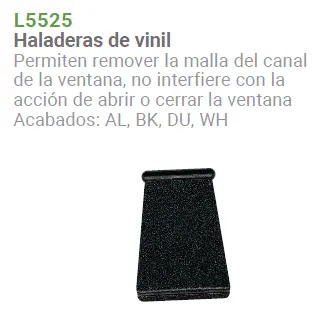 L5525
Haladeras de vinil
Permiten remover la malla del canal
de la ventana, no interfiere con la
acción de abrir o cerrar la ventana
Acabados: AL, BK, DU, WH